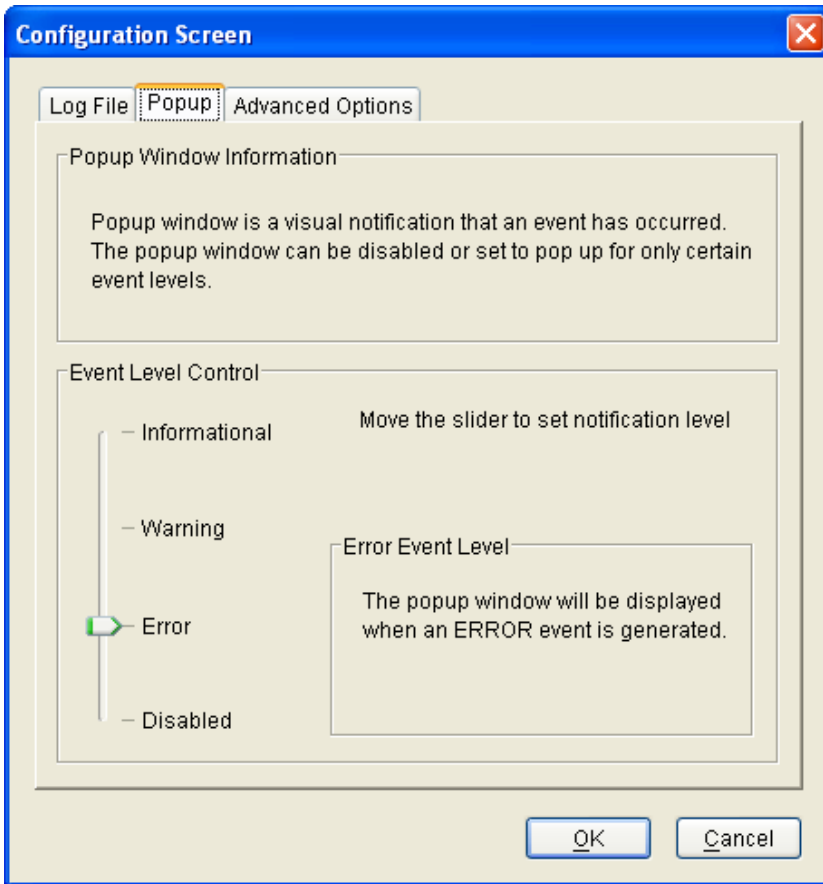 Configuration Screen
Log File
Popup
Advanced Options
Popup Window Information
Popup window is a visual notification that an event has occurred.
The popup window can be disabled or set to pop up for only certain
event levels.
Event Level Control
Move the slider to set notification level
Informational
Warning
Error
Disabled
Error Event Level
The popup window will be displayed
when an ERROR event is generated.
OK
Cancel